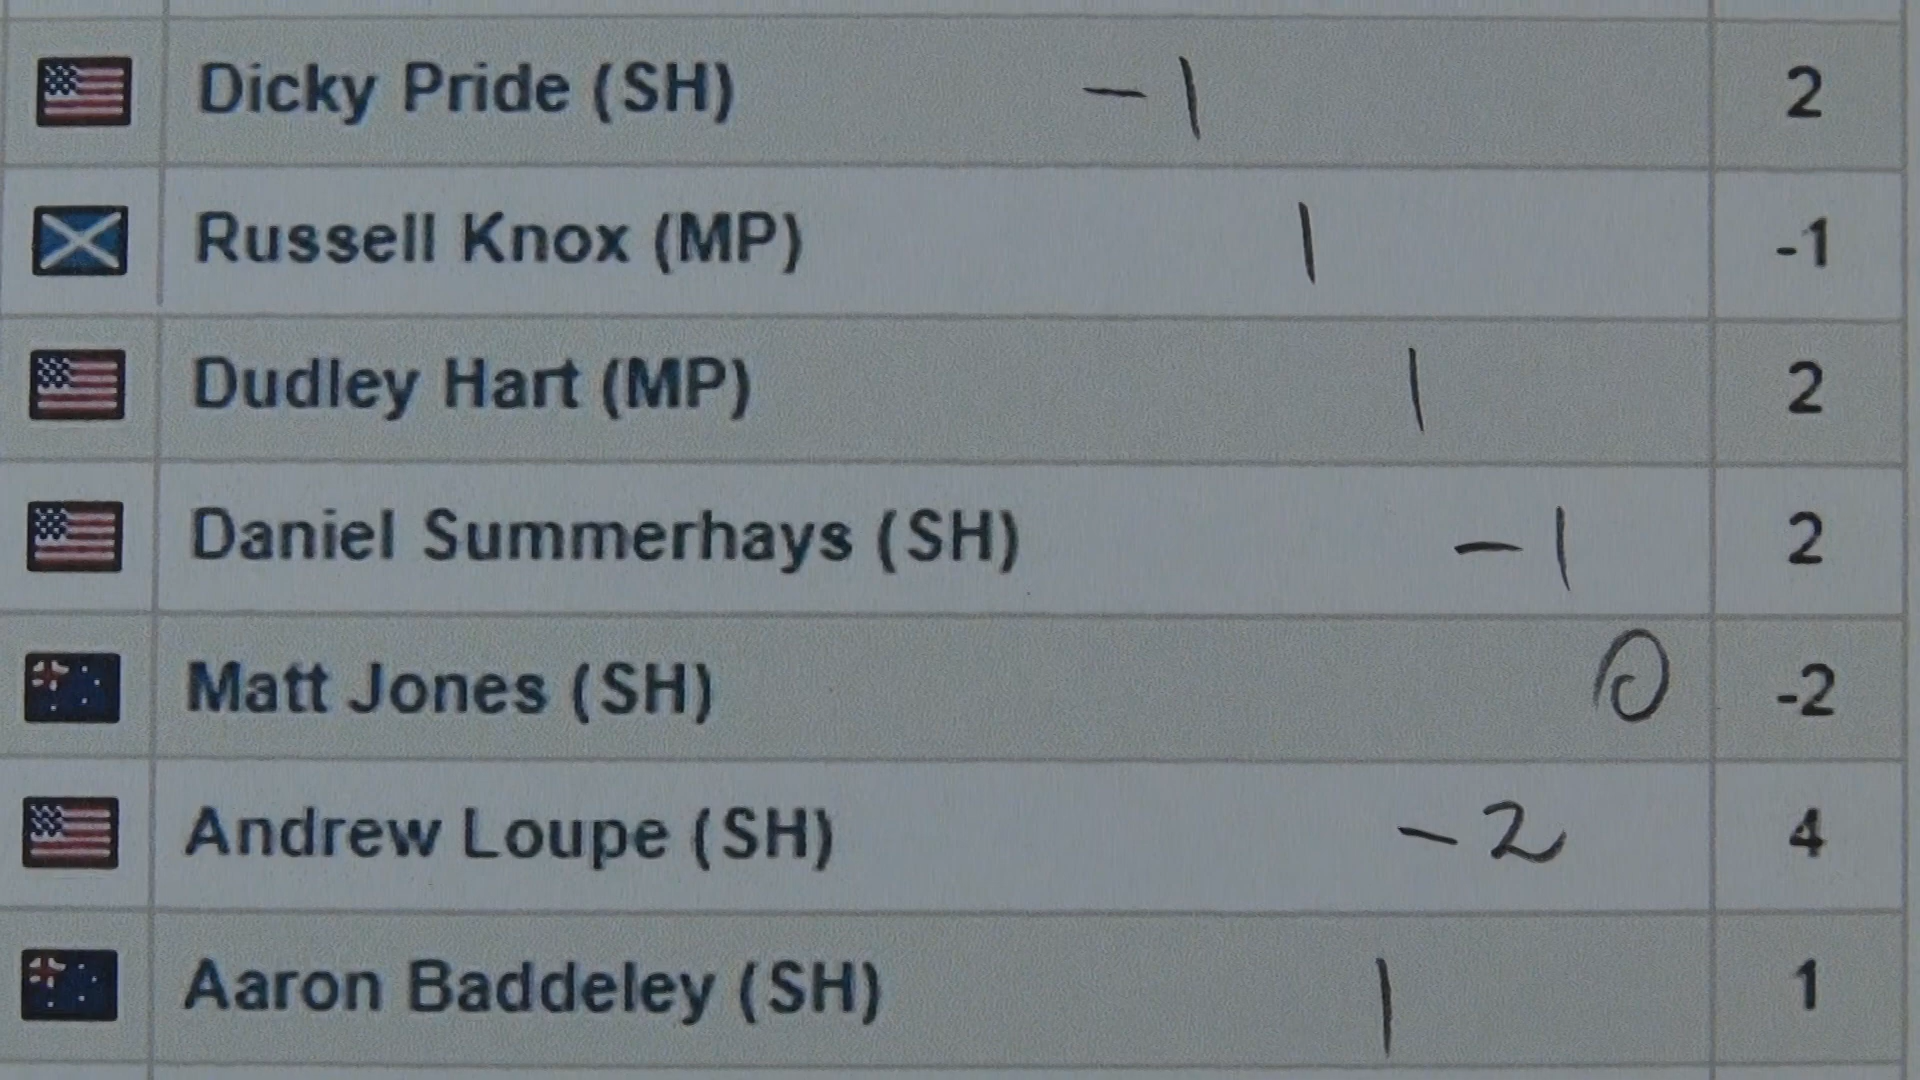 Dicky Pride (SH) -1 2
Russell Knox (MP) 1 -1
Dudley Hart (MP) 1 2
Daniel Summerhays (SH) -1 2
Matt Jones (SH) 0 -2
Andrew Loupe (SH) -2 4
Aaron Baddeley (SH) 1 1